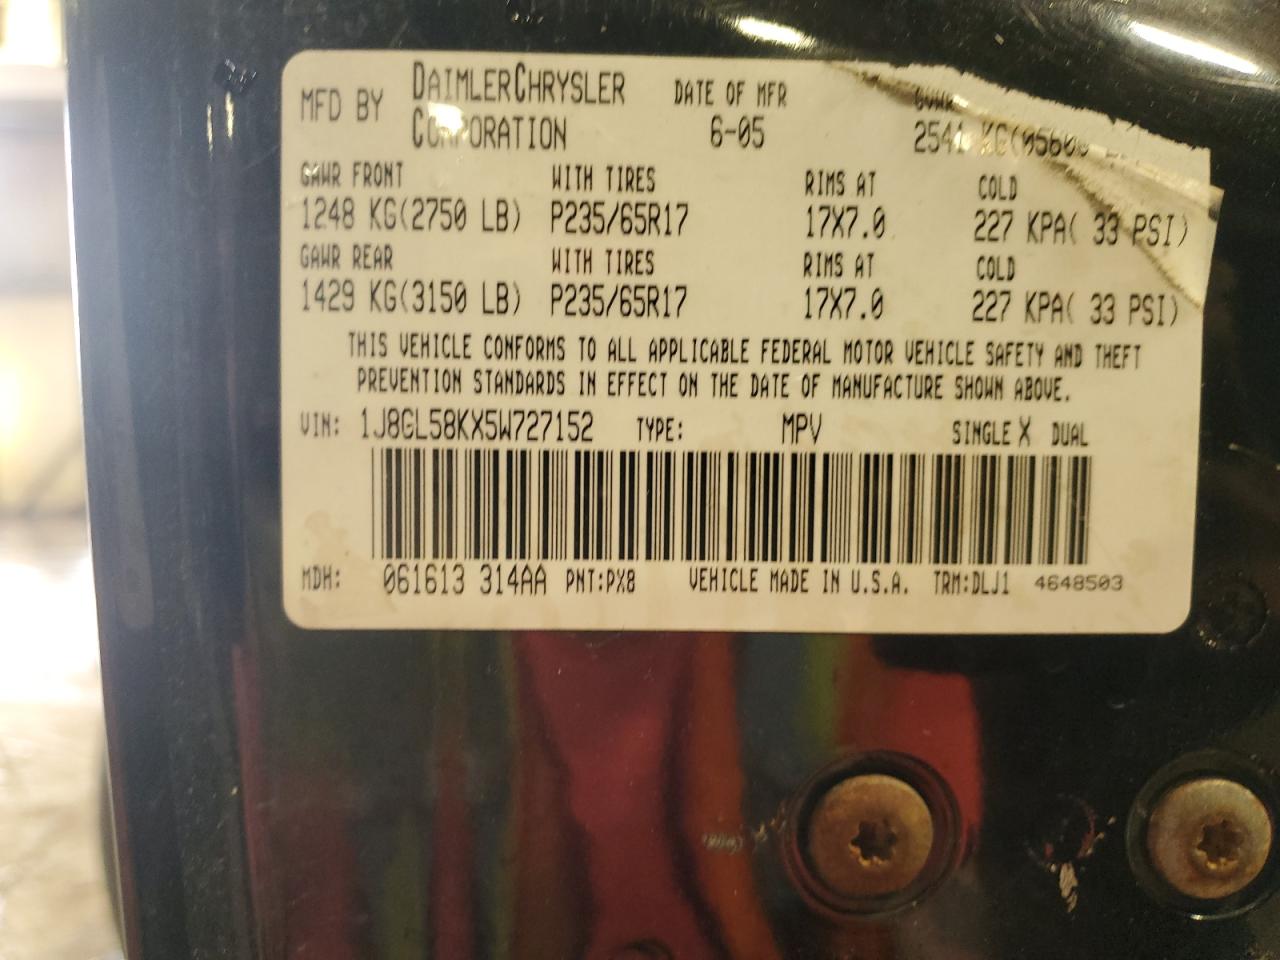 MFD BY DAIMLERCHRYSLER CORPORATION DATE OF MFR 6-05 GVWR 2541 KG(05600
GAWR FRONT WITH TIRES RIMS AT COLD
1248 KG(2750 LB) P235/65R17 17X7.0 227 KPA( 33 PSI)
GAWR REAR WITH TIRES RIMS AT COLD
1429 KG(3150 LB) P235/65R17 17X7.0 227 KPA( 33 PSI)
THIS VEHICLE CONFORMS TO ALL APPLICABLE FEDERAL MOTOR VEHICLE SAFETY AND THEFT
PREVENTION STANDARDS IN EFFECT ON THE DATE OF MANUFACTURE SHOWN ABOVE.
VIN: 1J8GL58KX5W727152 TYPE: MPV SINGLE X DUAL
MDH: 061613 314AA PNT:PX8 VEHICLE MADE IN U.S.A. TRM:DLJ1 4648503